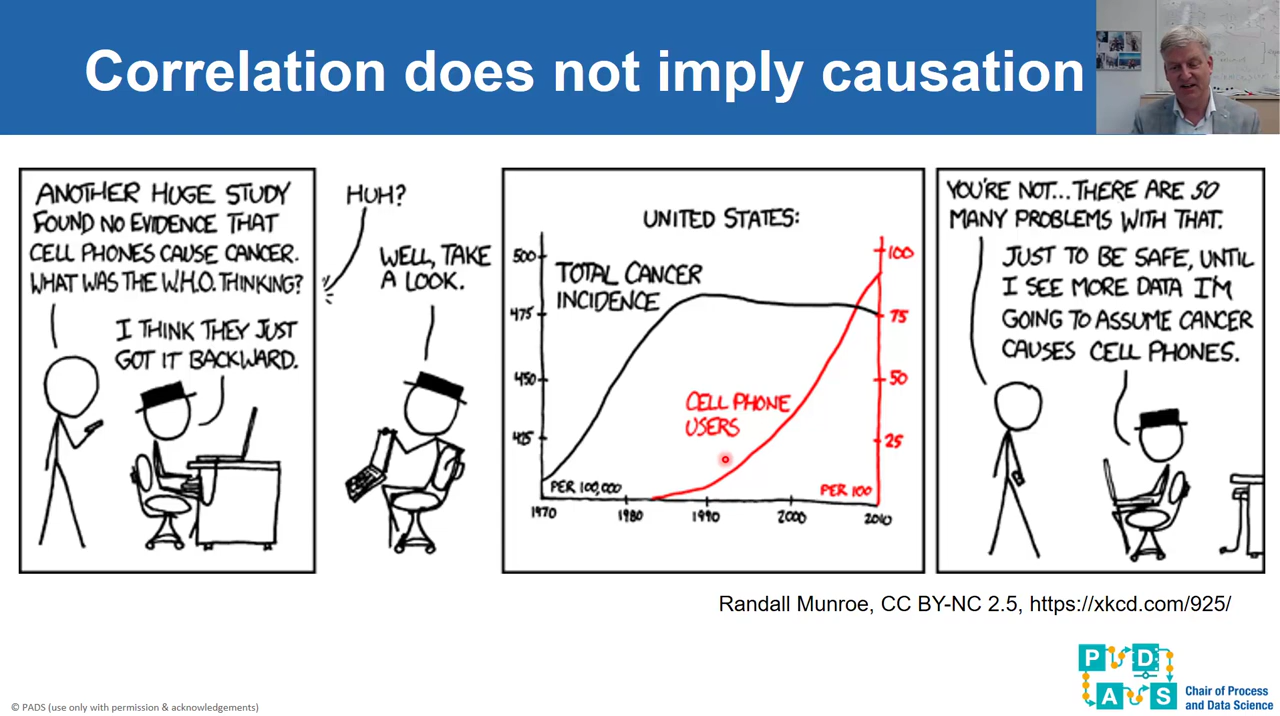 Correlation does not imply causation
ANOTHER HUGE STUDY
FOUND NO EVIDENCE THAT
CELL PHONES CAUSE CANCER.
WHAT WAS THE W.H.O. THINKING?
I THINK THEY JUST
GOT IT BACKWARD.
HUH?
WELL, TAKE
A LOOK.
UNITED STATES:
500
475
450
425
TOTAL CANCER
INCIDENCE
100
75
50
25
CELL PHONE
USERS
PER 100,000
PER 100
1970
1980
1990
2000
2010
YOU'RE NOT... THERE ARE SO
MANY PROBLEMS WITH THAT.
JUST TO BE SAFE, UNTIL
I SEE MORE DATA I'M
GOING TO ASSUME CANCER
CAUSES CELL PHONES.
Randall Munroe, CC BY-NC 2.5, https://xkcd.com/925/
P D
A S
Chair of Process
and Data Science
© PADS (use only with permission & acknowledgements)